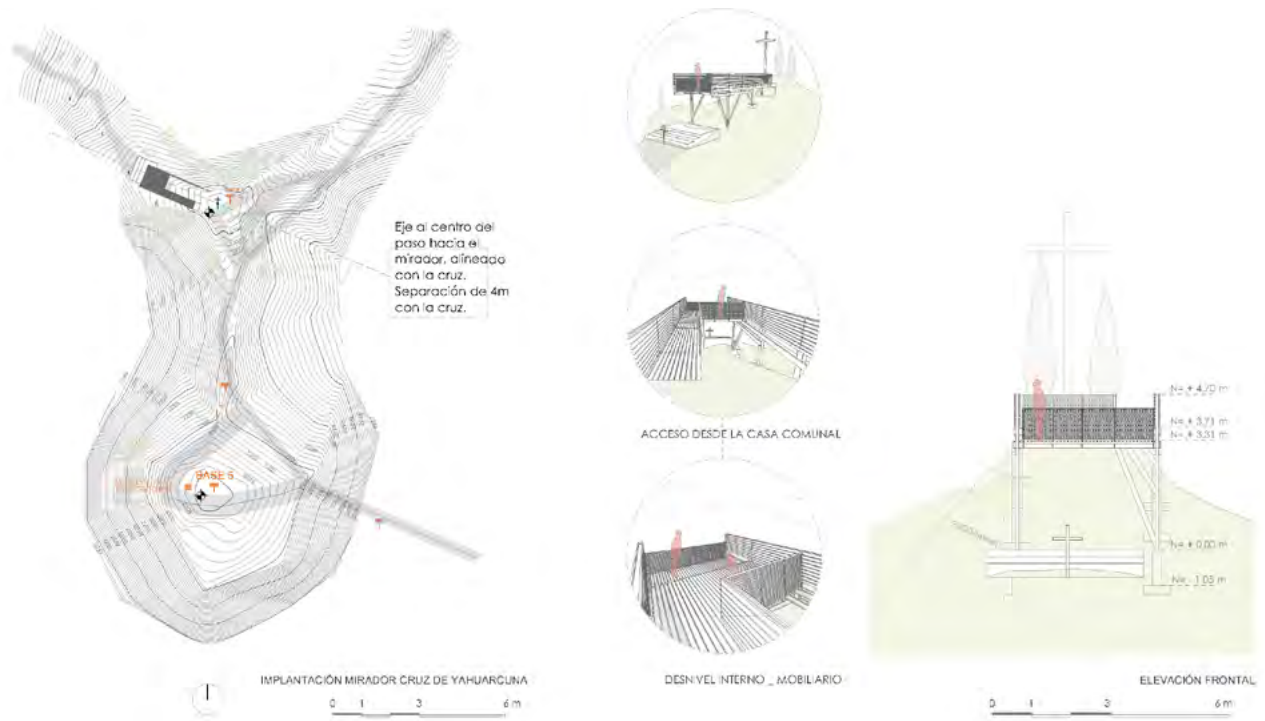 Eje al centro del
paso hacia el
mirador, alineado
con la cruz.
Separación de 4m
con la cruz.
BASE 5
IMPLANTACIÓN MIRADOR CRUZ DE YAHUARCUNA
0 1 3 6 m
ACCESO DESDE LA CASA COMUNAL
DESNIVEL INTERNO _ MOBILIARIO
N= + 4,70 m
N= + 3,71 m
N= + 3,31 m
N= + 0,00 m
N= - 1,05 m
ELEVACIÓN FRONTAL
0 1 3 6 m